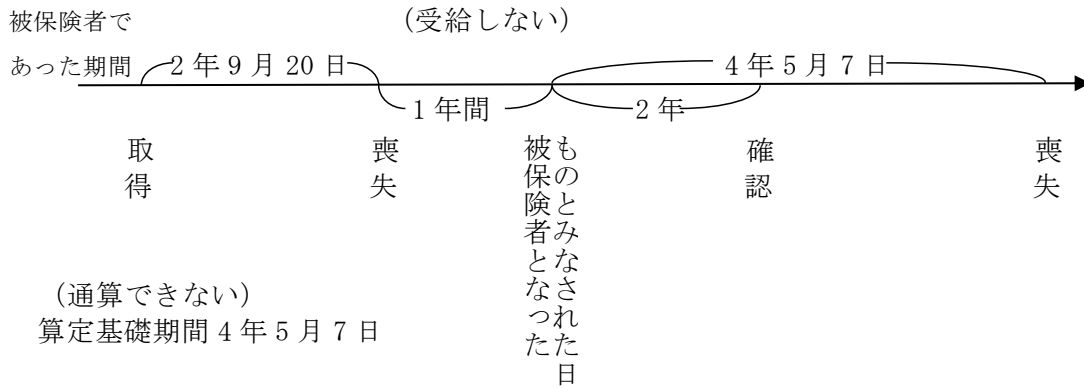 被保険者で
あった期間
(受給しない)
2年9月20日
4年5月7日
1年間
2年
取得
喪失
被保険者となった
ものとみなされた日
確認
喪失
(通算できない)
算定基礎期間4年5月7日